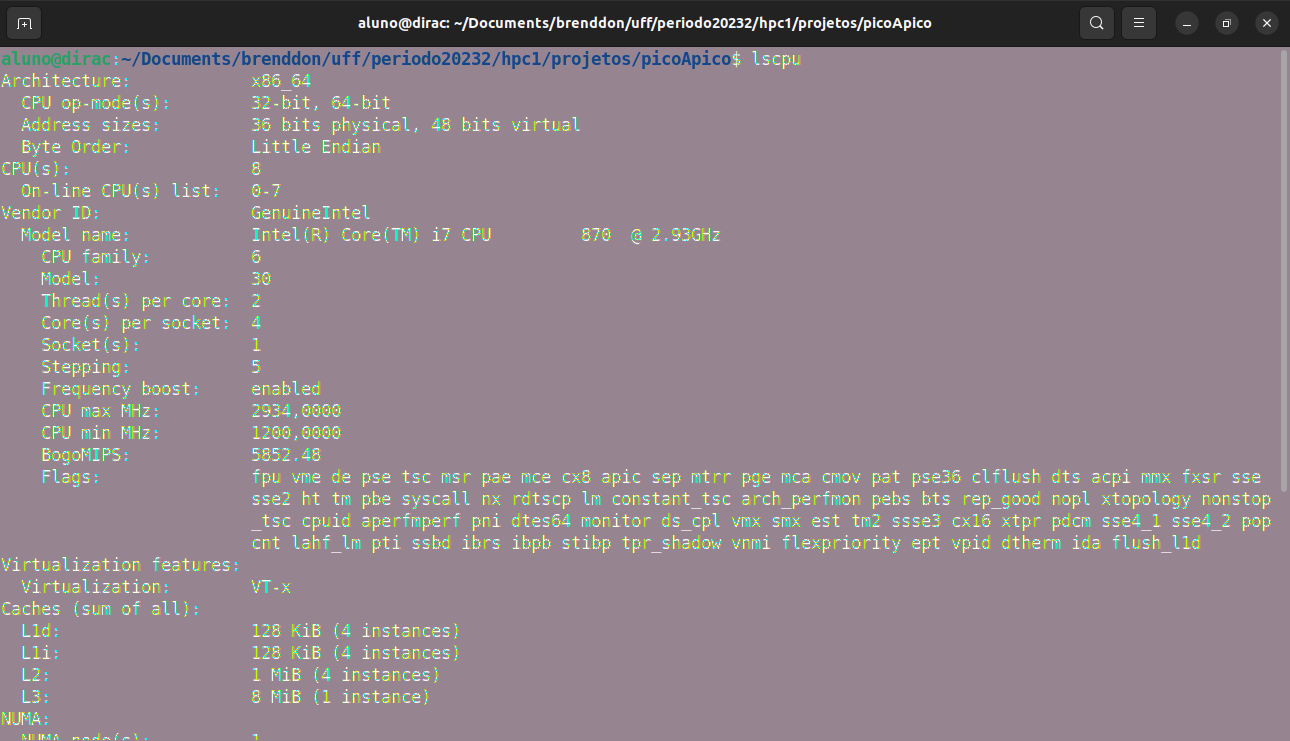 aluno@dirac: ~/Documents/brenddon/uff/periodo20232/hpc1/projetos/picoApico
aluno@dirac:~/Documents/brenddon/uff/periodo20232/hpc1/projetos/picoApico$ lscpu
Architecture: x86_64
CPU op-mode(s): 32-bit, 64-bit
Address sizes: 36 bits physical, 48 bits virtual
Byte Order: Little Endian
CPU(s): 8
On-line CPU(s) list: 0-7
Vendor ID: GenuineIntel
Model name: Intel(R) Core(TM) i7 CPU 870 @ 2.93GHz
CPU family: 6
Model: 30
Thread(s) per core: 2
Core(s) per socket: 4
Socket(s): 1
Stepping: 5
Frequency boost: enabled
CPU max MHz: 2934,0000
CPU min MHz: 1200,0000
BogoMIPS: 5852.48
Flags: fpu vme de pse tsc msr pae mce cx8 apic sep mtrr pge mca cmov pat pse36 clflush dts acpi mmx fxsr sse
sse2 ht tm pbe syscall nx rdtscp lm constant_tsc arch_perfmon pebs bts rep_good nopl xtopology nonstop
_tsc cpuid aperfmperf pni dtes64 monitor ds_cpl vmx smx est tm2 ssse3 cx16 xtpr pdcm sse4_1 sse4_2 pop
cnt lahf_lm pti ssbd ibrs ibpb stibp tpr_shadow vnmi flexpriority ept vpid dtherm ida flush_l1d
Virtualization features:
Virtualization: VT-x
Caches (sum of all):
L1d: 128 KiB (4 instances)
L1i: 128 KiB (4 instances)
L2: 1 MiB (4 instances)
L3: 8 MiB (1 instance)
NUMA:
NUMA node(s): 1